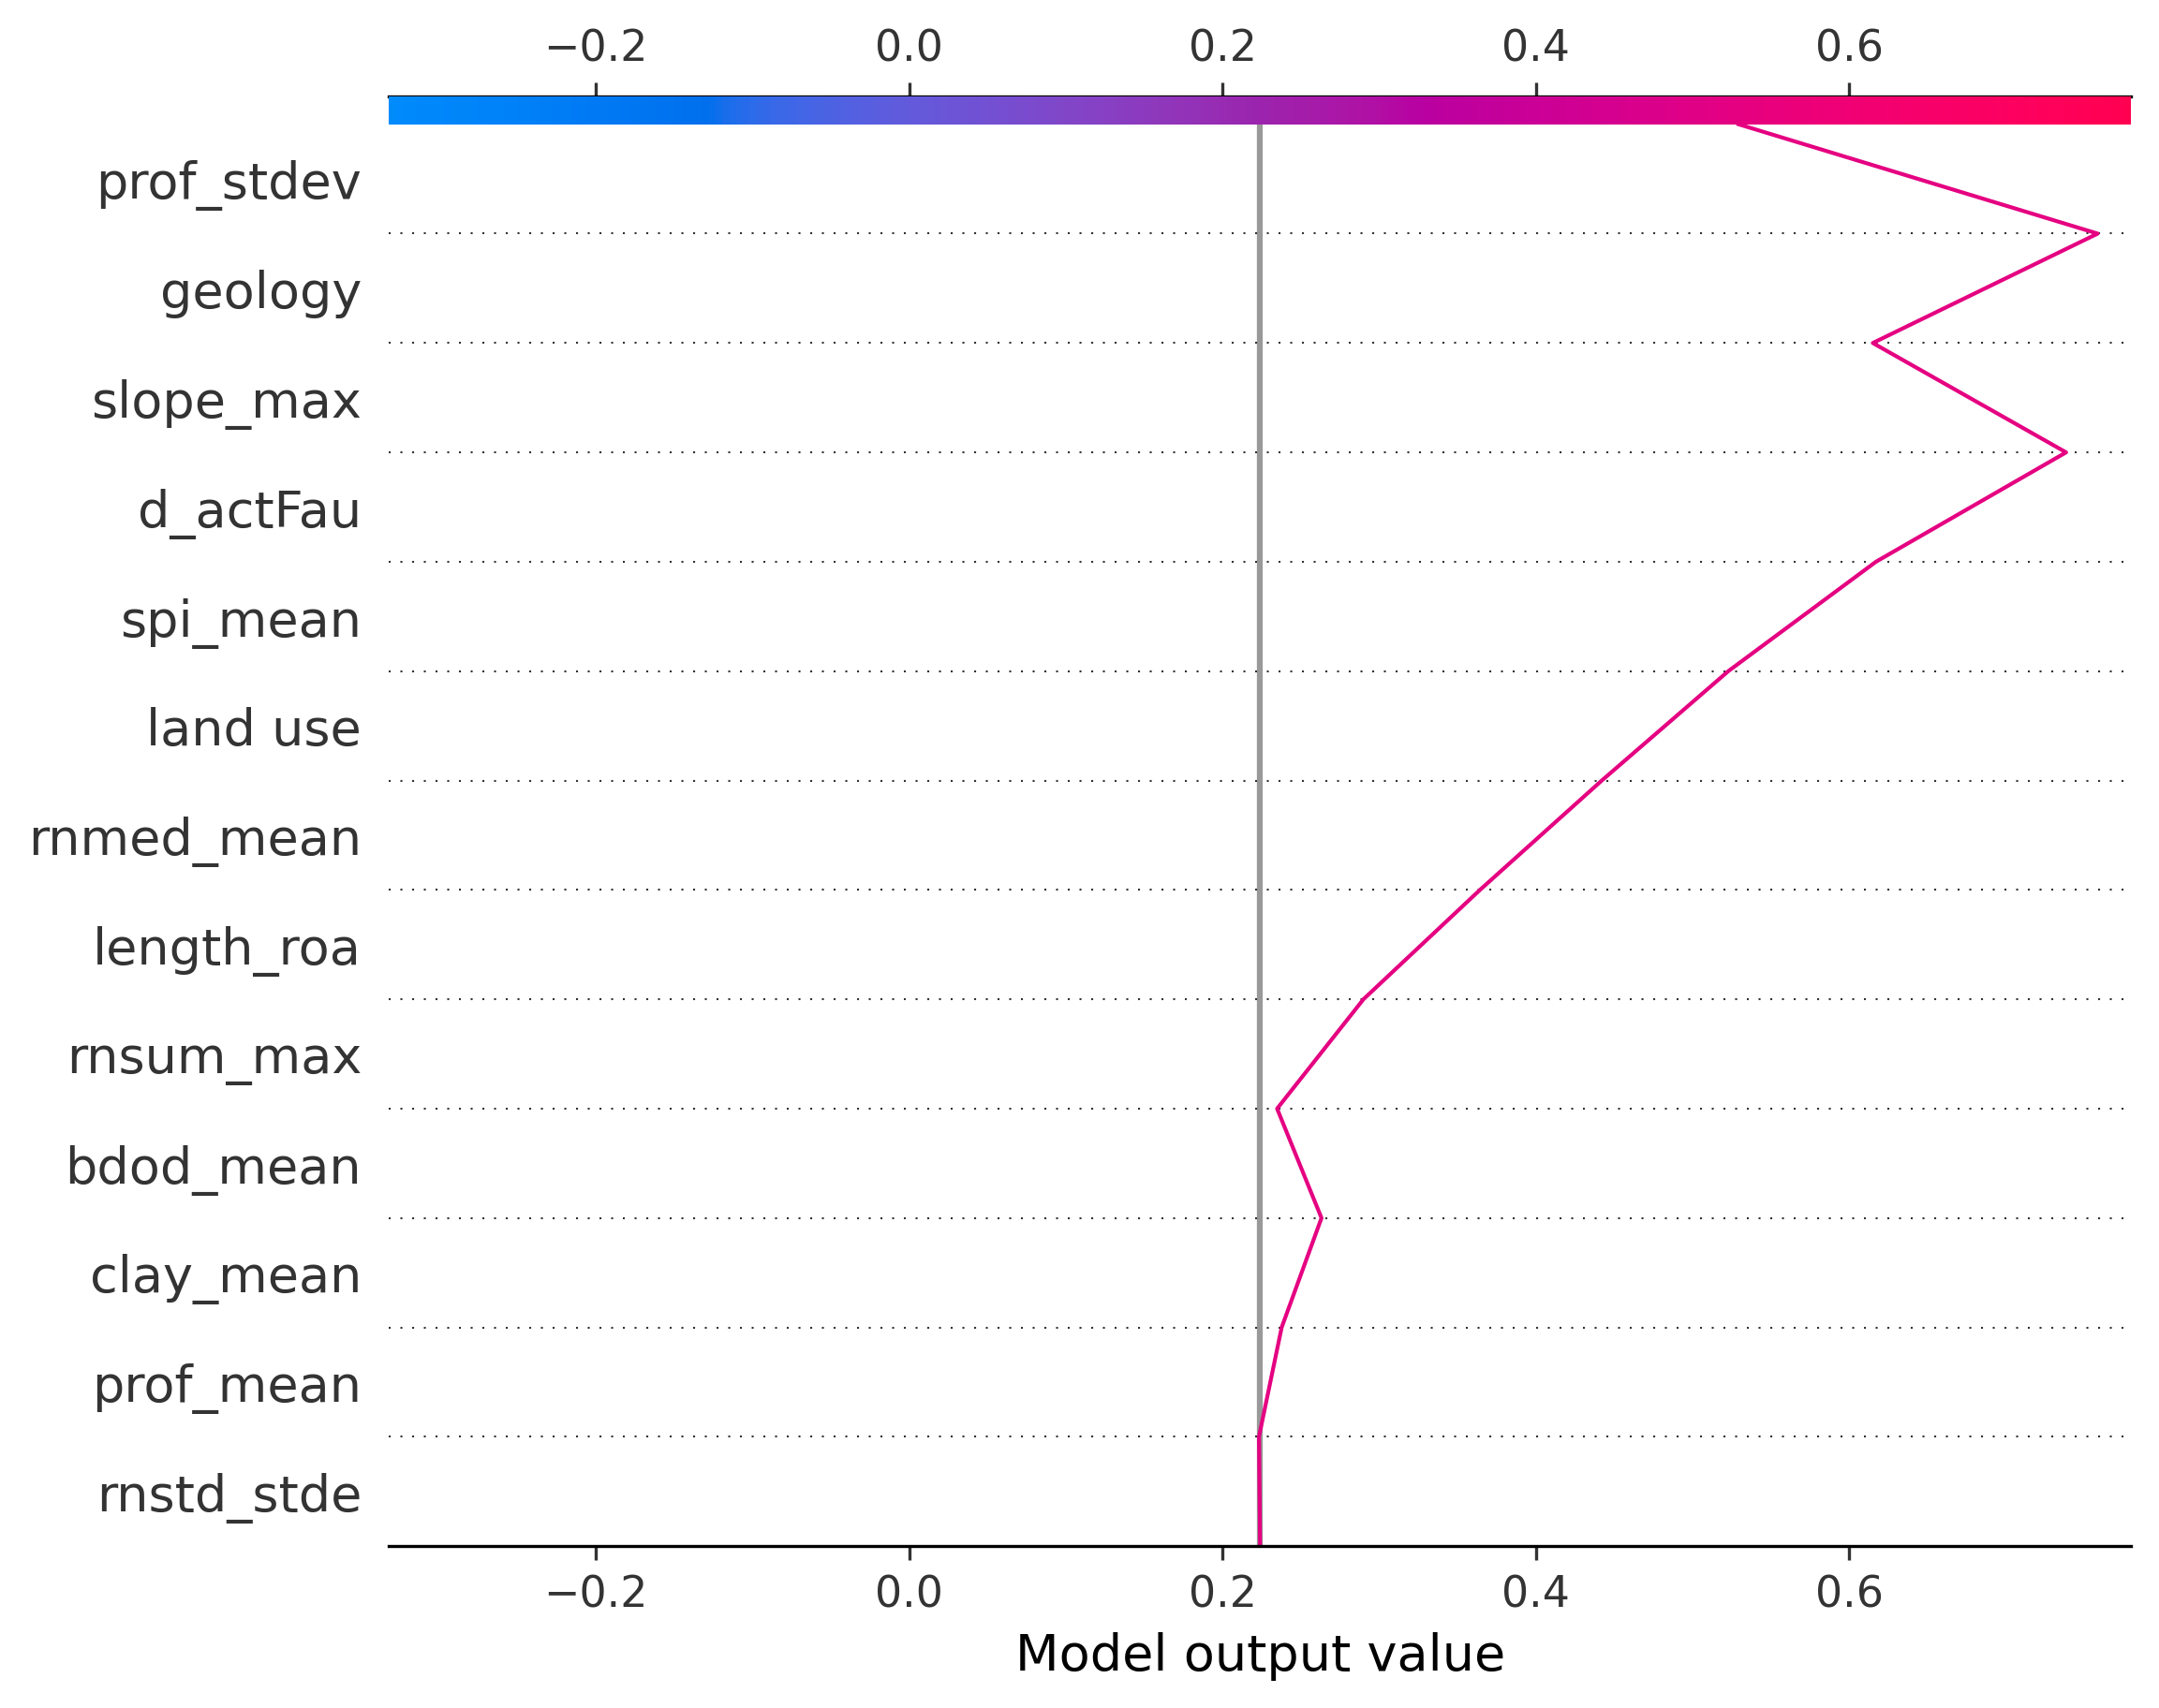 −0.2 0.0 0.2 0.4 0.6
prof_stdev
geology
slope_max
d_actFau
spi_mean
land use
rnmed_mean
length_roa
rnsum_max
bdod_mean
clay_mean
prof_mean
rnstd_stde
−0.2 0.0 0.2 0.4 0.6
Model output value